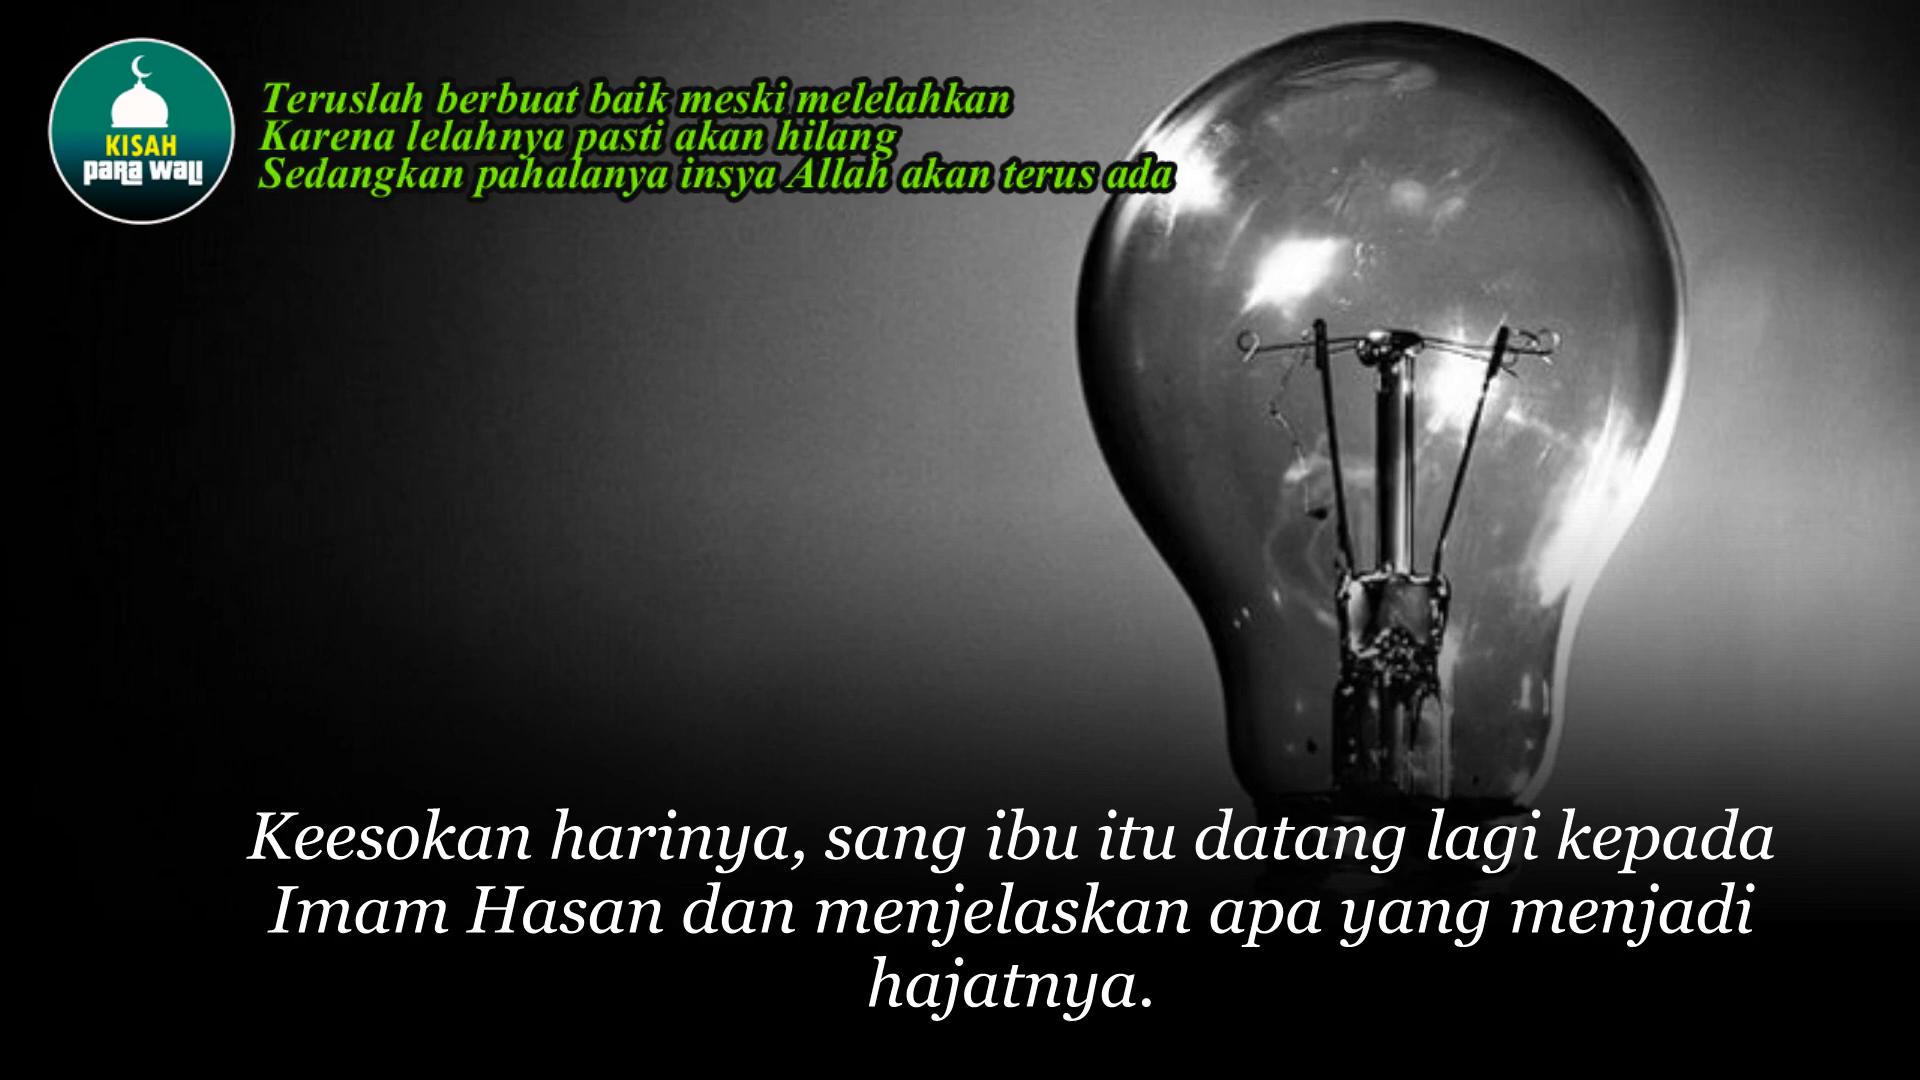 KISAH
PARA WALI
Teruslah berbuat baik meski melelahkan
Karena lelahnya pasti akan hilang
Sedangkan pahalanya insya Allah akan terus ada
Keesokan harinya, sang ibu itu datang lagi kepada
Imam Hasan dan menjelaskan apa yang menjadi
hajatnya.